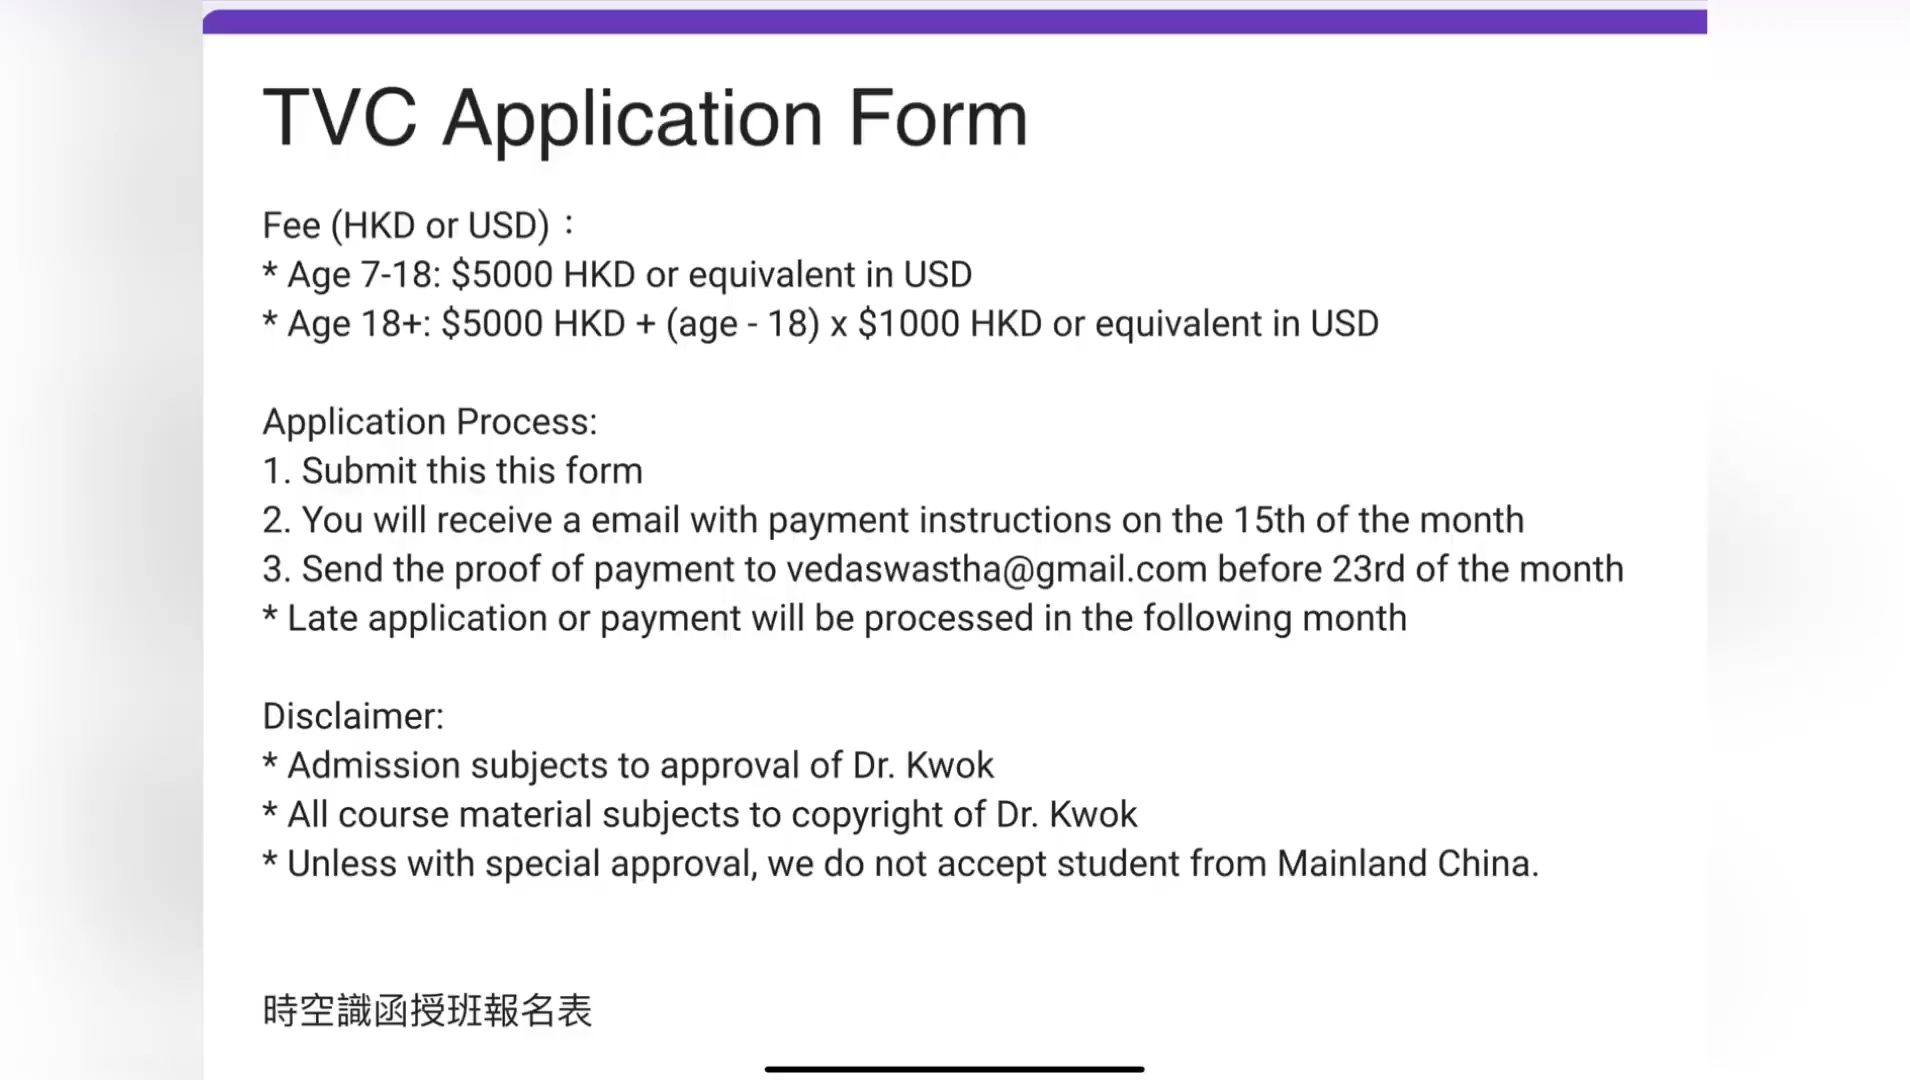 TVC Application Form
Fee (HKD or USD)：
* Age 7-18: $5000 HKD or equivalent in USD
* Age 18+: $5000 HKD + (age - 18) x $1000 HKD or equivalent in USD
Application Process:
1. Submit this this form
2. You will receive a email with payment instructions on the 15th of the month
3. Send the proof of payment to vedaswastha@gmail.com before 23rd of the month
* Late application or payment will be processed in the following month
Disclaimer:
* Admission subjects to approval of Dr. Kwok
* All course material subjects to copyright of Dr. Kwok
* Unless with special approval, we do not accept student from Mainland China.
時空識函授班報名表